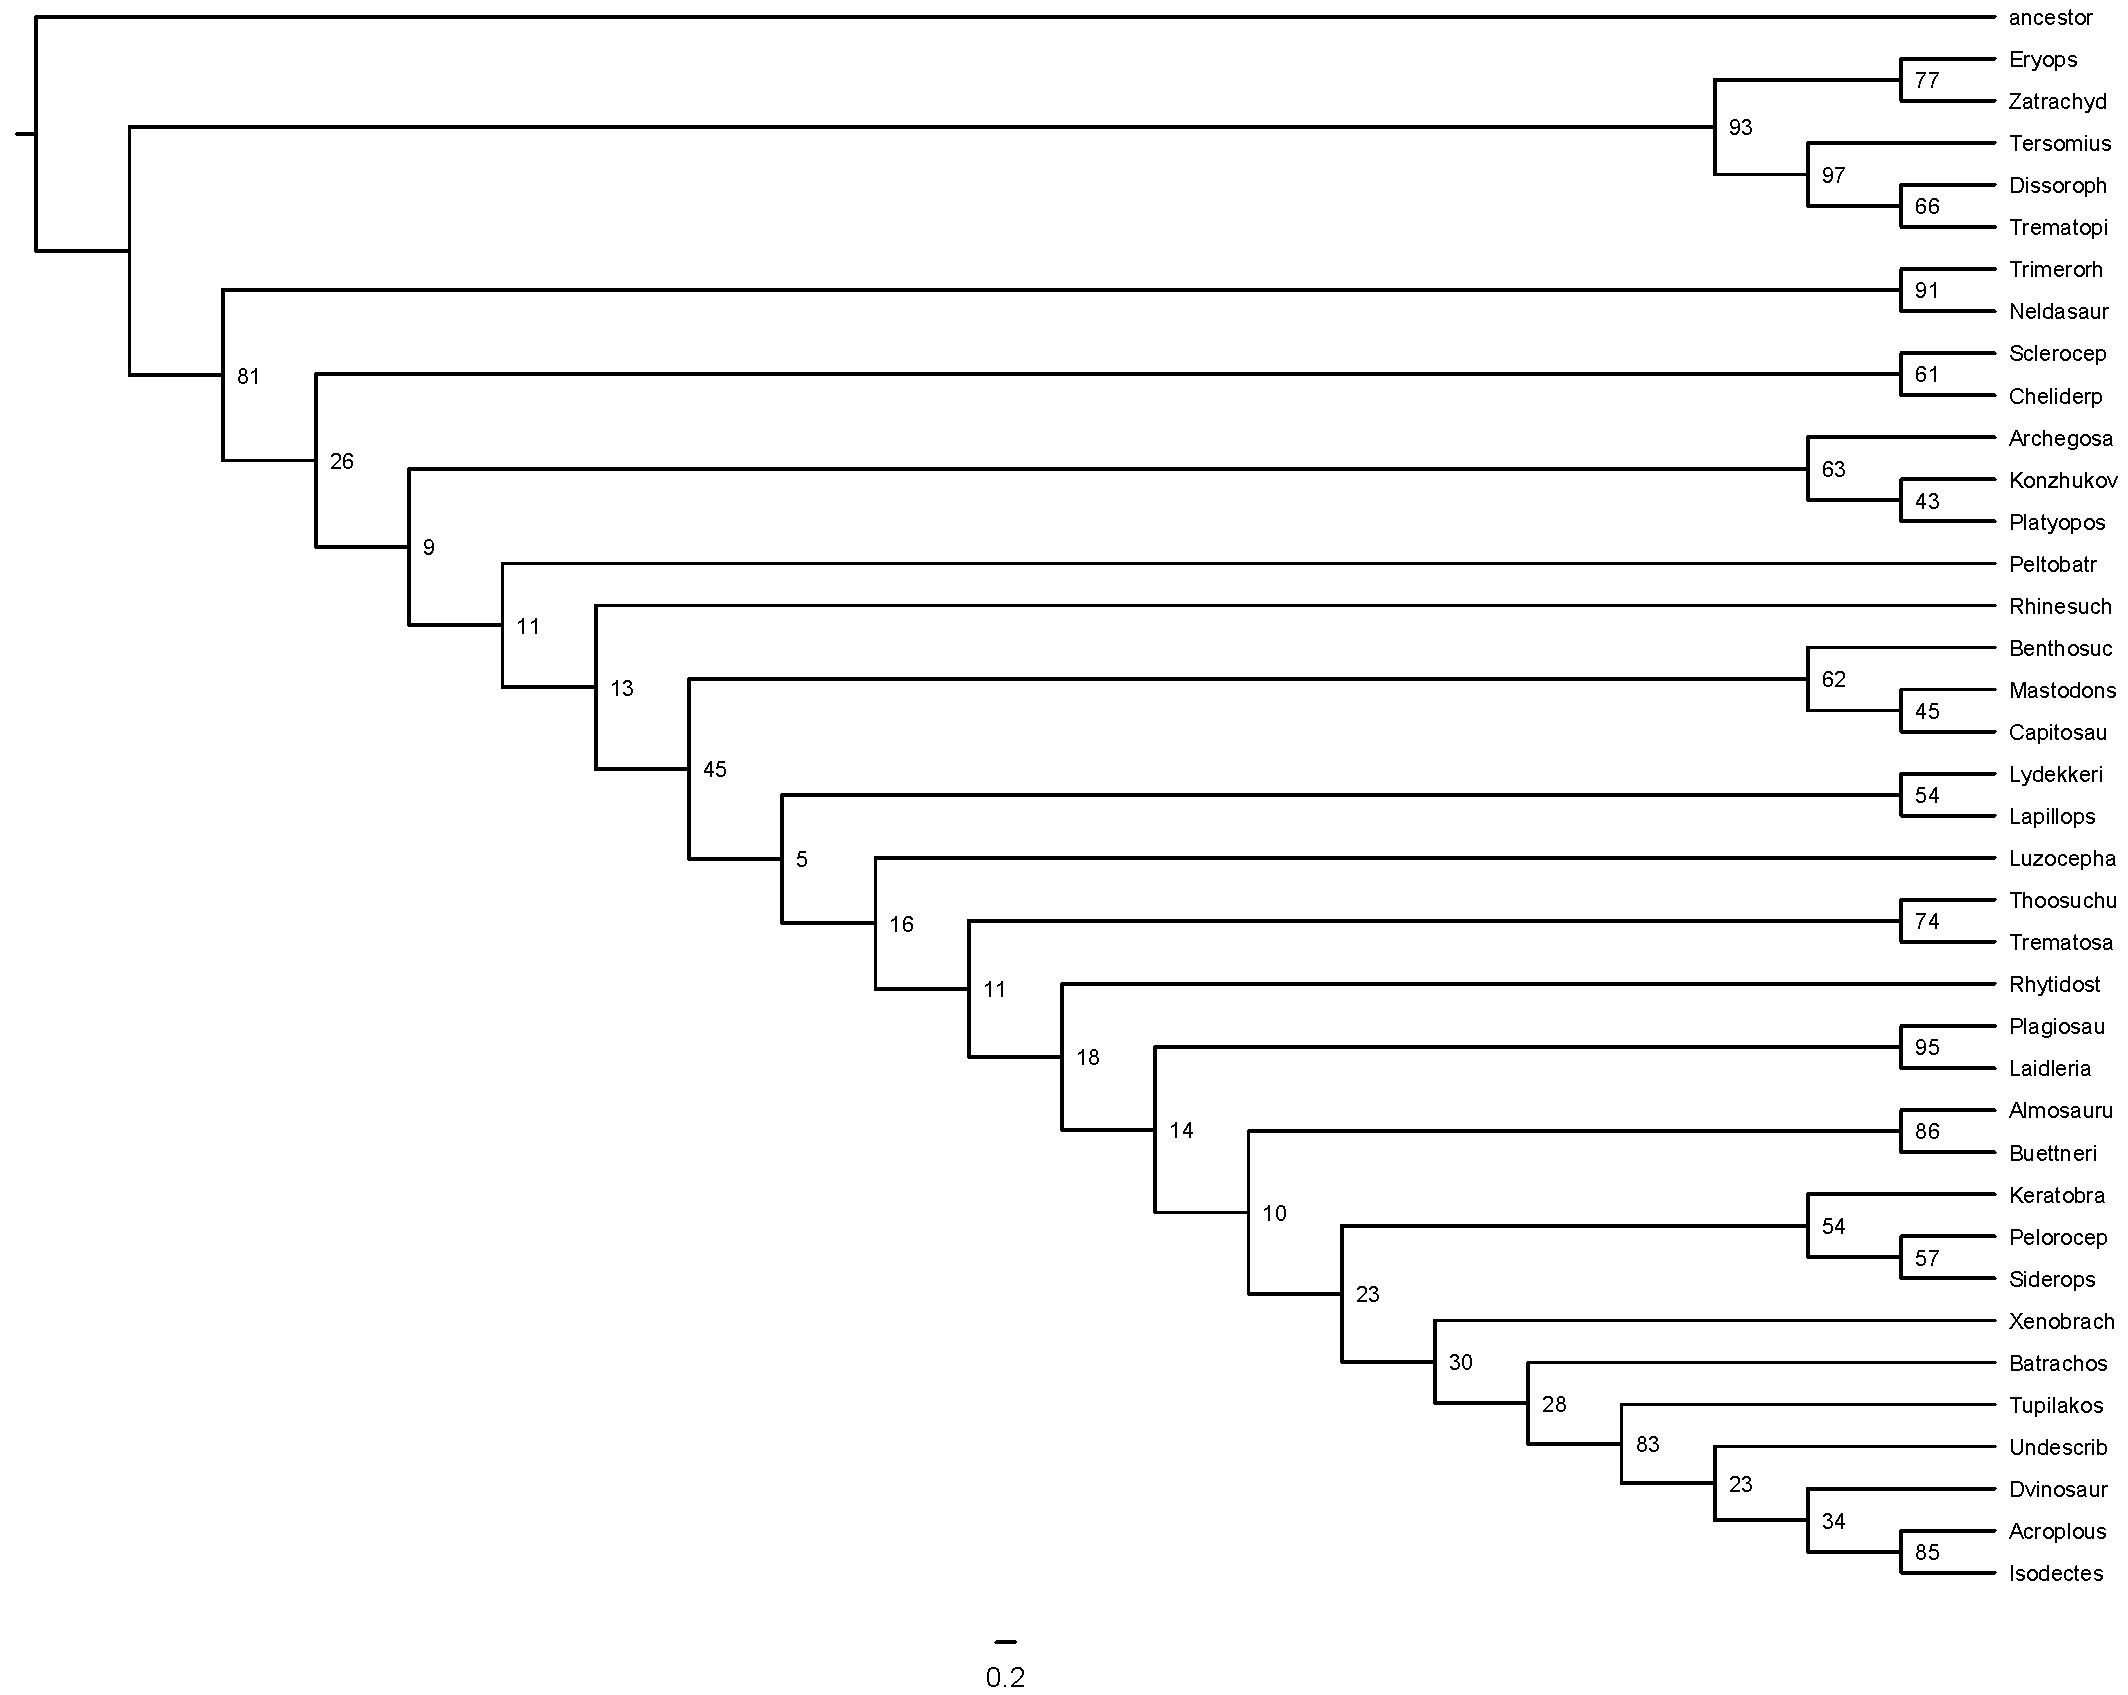 ancestor
Eryops
77
Zatrachyd
93
Tersomius
97
Dissoroph
66
Trematopi
Trimerorh
91
Neldasaur
Sclerocep
81
61
Cheliderp
Archegosa
26
63
Konzhukov
43
Platyopos
9
Peltobatr
Rhinesuch
11
Benthosuc
62
13
Mastodons
45
Capitosau
45
Lydekkeri
54
Lapillops
5
Luzocepha
Thoosuchu
16
74
Trematosa
11
Rhytidost
Plagiosau
95
18
Laidleria
Almosauru
14
86
Buettneri
Keratobra
10
54
Pelorocep
57
Siderops
23
Xenobrach
30
Batrachos
28
Tupilakos
83
Undescrib
23
Dvinosaur
34
Acroplous
85
Isodectes
0.2